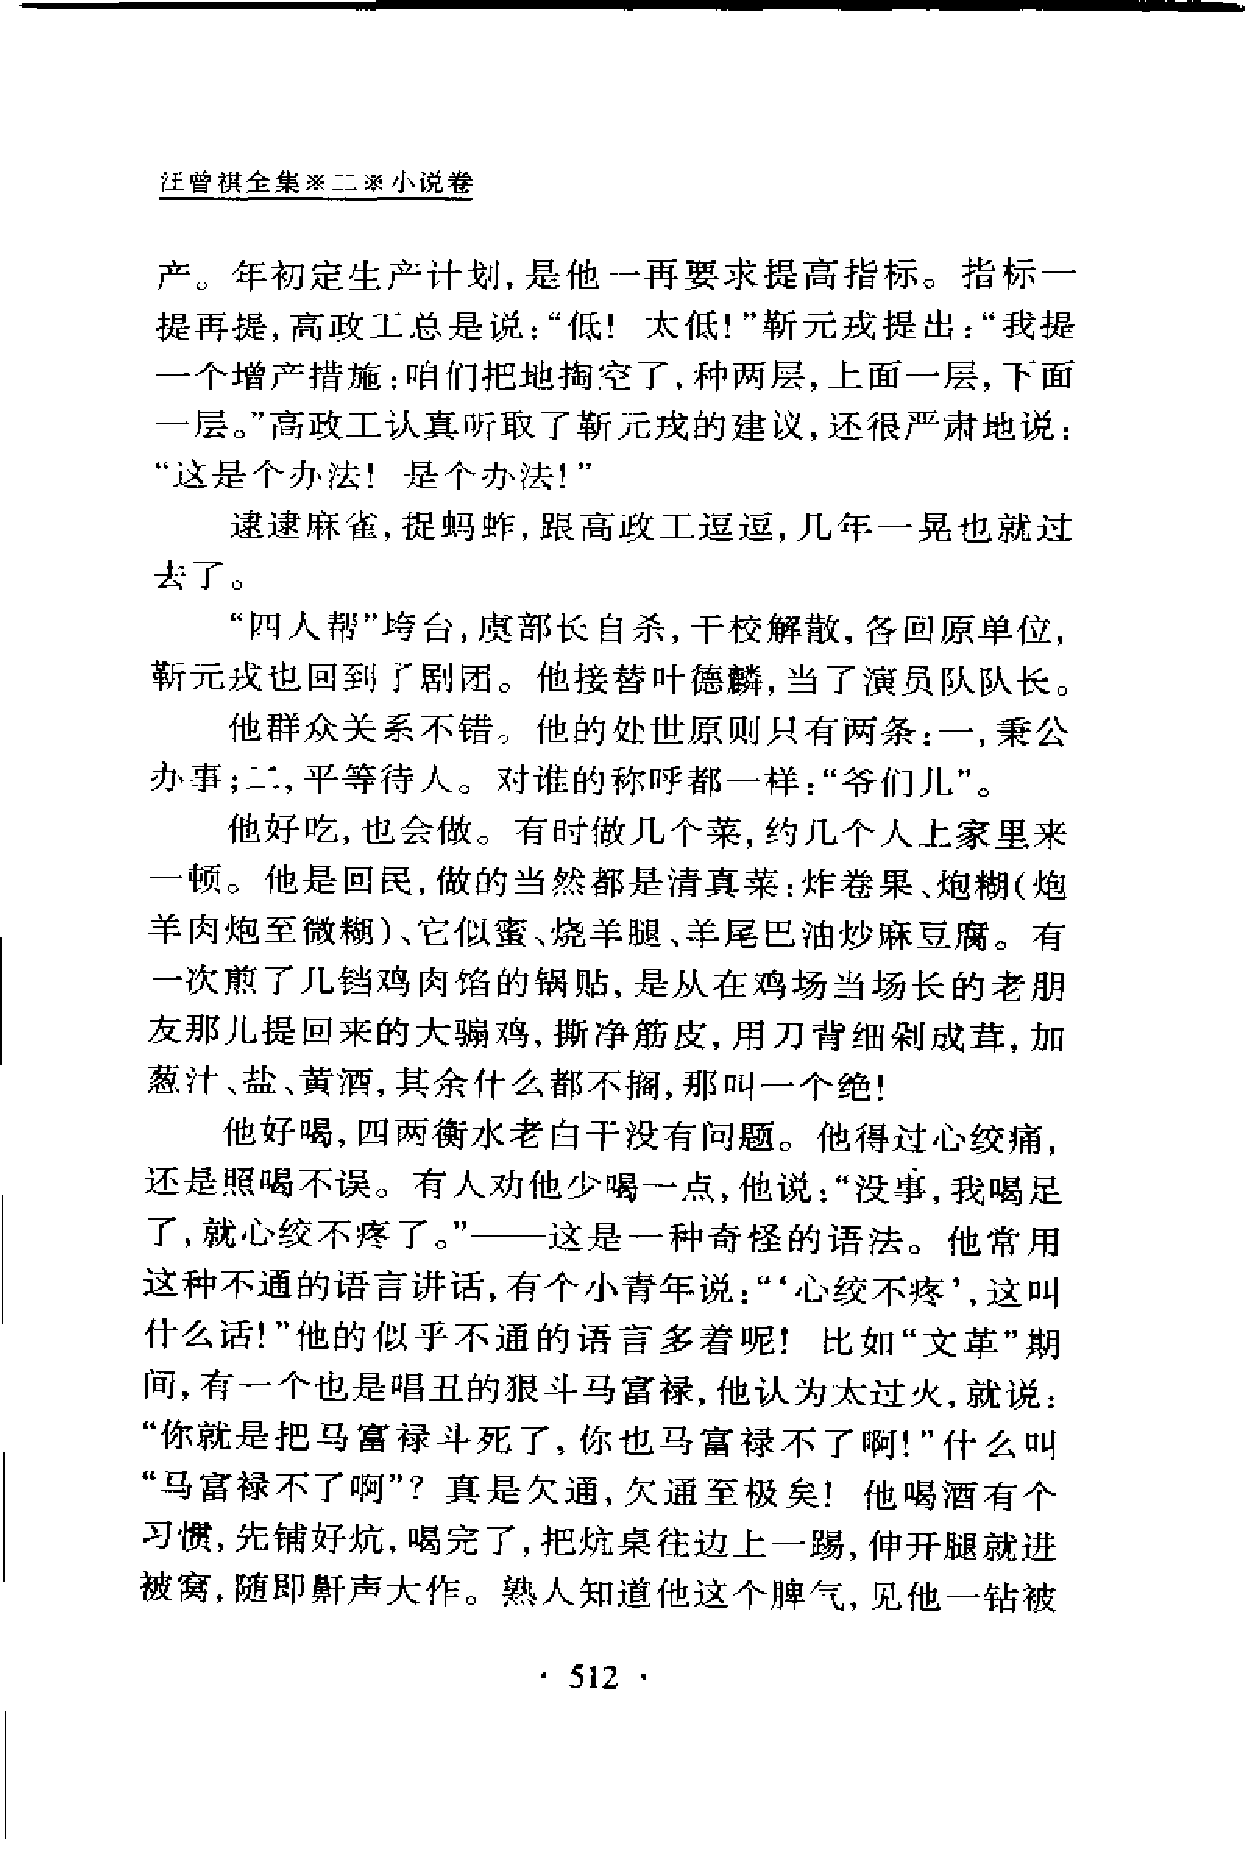 汪曾祺全集※二※小说卷
产。年初定生产计划,是他一再要求提高指标。指标一
提再提,高政工总是说:“低! 太低!”靳元戎提出:“我提
一个增产措施:咱们把地掏空了,种两层,上面一层,下面
一层。”高政工认真听取了靳元戎的建议,还很严肃地说:
“这是个办法! 是个办法!”
逮逮麻雀,捉蚂蚱,跟高政工逗逗,几年一晃也就过
去了。
“四人帮”垮台,虞部长自杀,干校解散,各回原单位,
靳元戎也回到了剧团。他接替叶德麟,当了演员队队长。
他群众关系不错。他的处世原则只有两条:一,秉公
办事;二,平等待人。对谁的称呼都一样:“爷们儿”。
他好吃,也会做。有时做几个菜,约几个人上家里来
一顿。他是回民,做的当然都是清真菜:炸卷果、炮糊(炮
羊肉炮至微糊)、它似蜜、烧羊腿、羊尾巴油炒麻豆腐。有
一次煎了几铛鸡肉馅的锅贴,是从在鸡场当场长的老朋
友那儿提回来的大骟鸡,撕净筋皮,用刀背细剁成茸,加
葱汁、盐、黄酒,其余什么都不搁,那叫一个绝!
他好喝,四两衡水老白干没有问题。他得过心绞痛,
还是照喝不误。有人劝他少喝一点,他说:“没事,我喝足
了,就心绞不疼了。”——这是一种奇怪的语法。他常用
这种不通的语言讲话,有个小青年说:“‘心绞不疼’,这叫
什么话!”他的似乎不通的语言多着呢! 比如“文革”期
间,有一个也是唱丑的狠斗马富禄,他认为太过火,就说:
“你就是把马富禄斗死了,你也马富禄不了啊!”什么叫
“马富禄不了啊”? 真是欠通,欠通至极矣! 他喝酒有个
习惯,先铺好炕,喝完了,把炕桌往边上一踢,伸开腿就进
被窝,随即鼾声大作。熟人知道他这个脾气,见他一钻被
· 512 ·